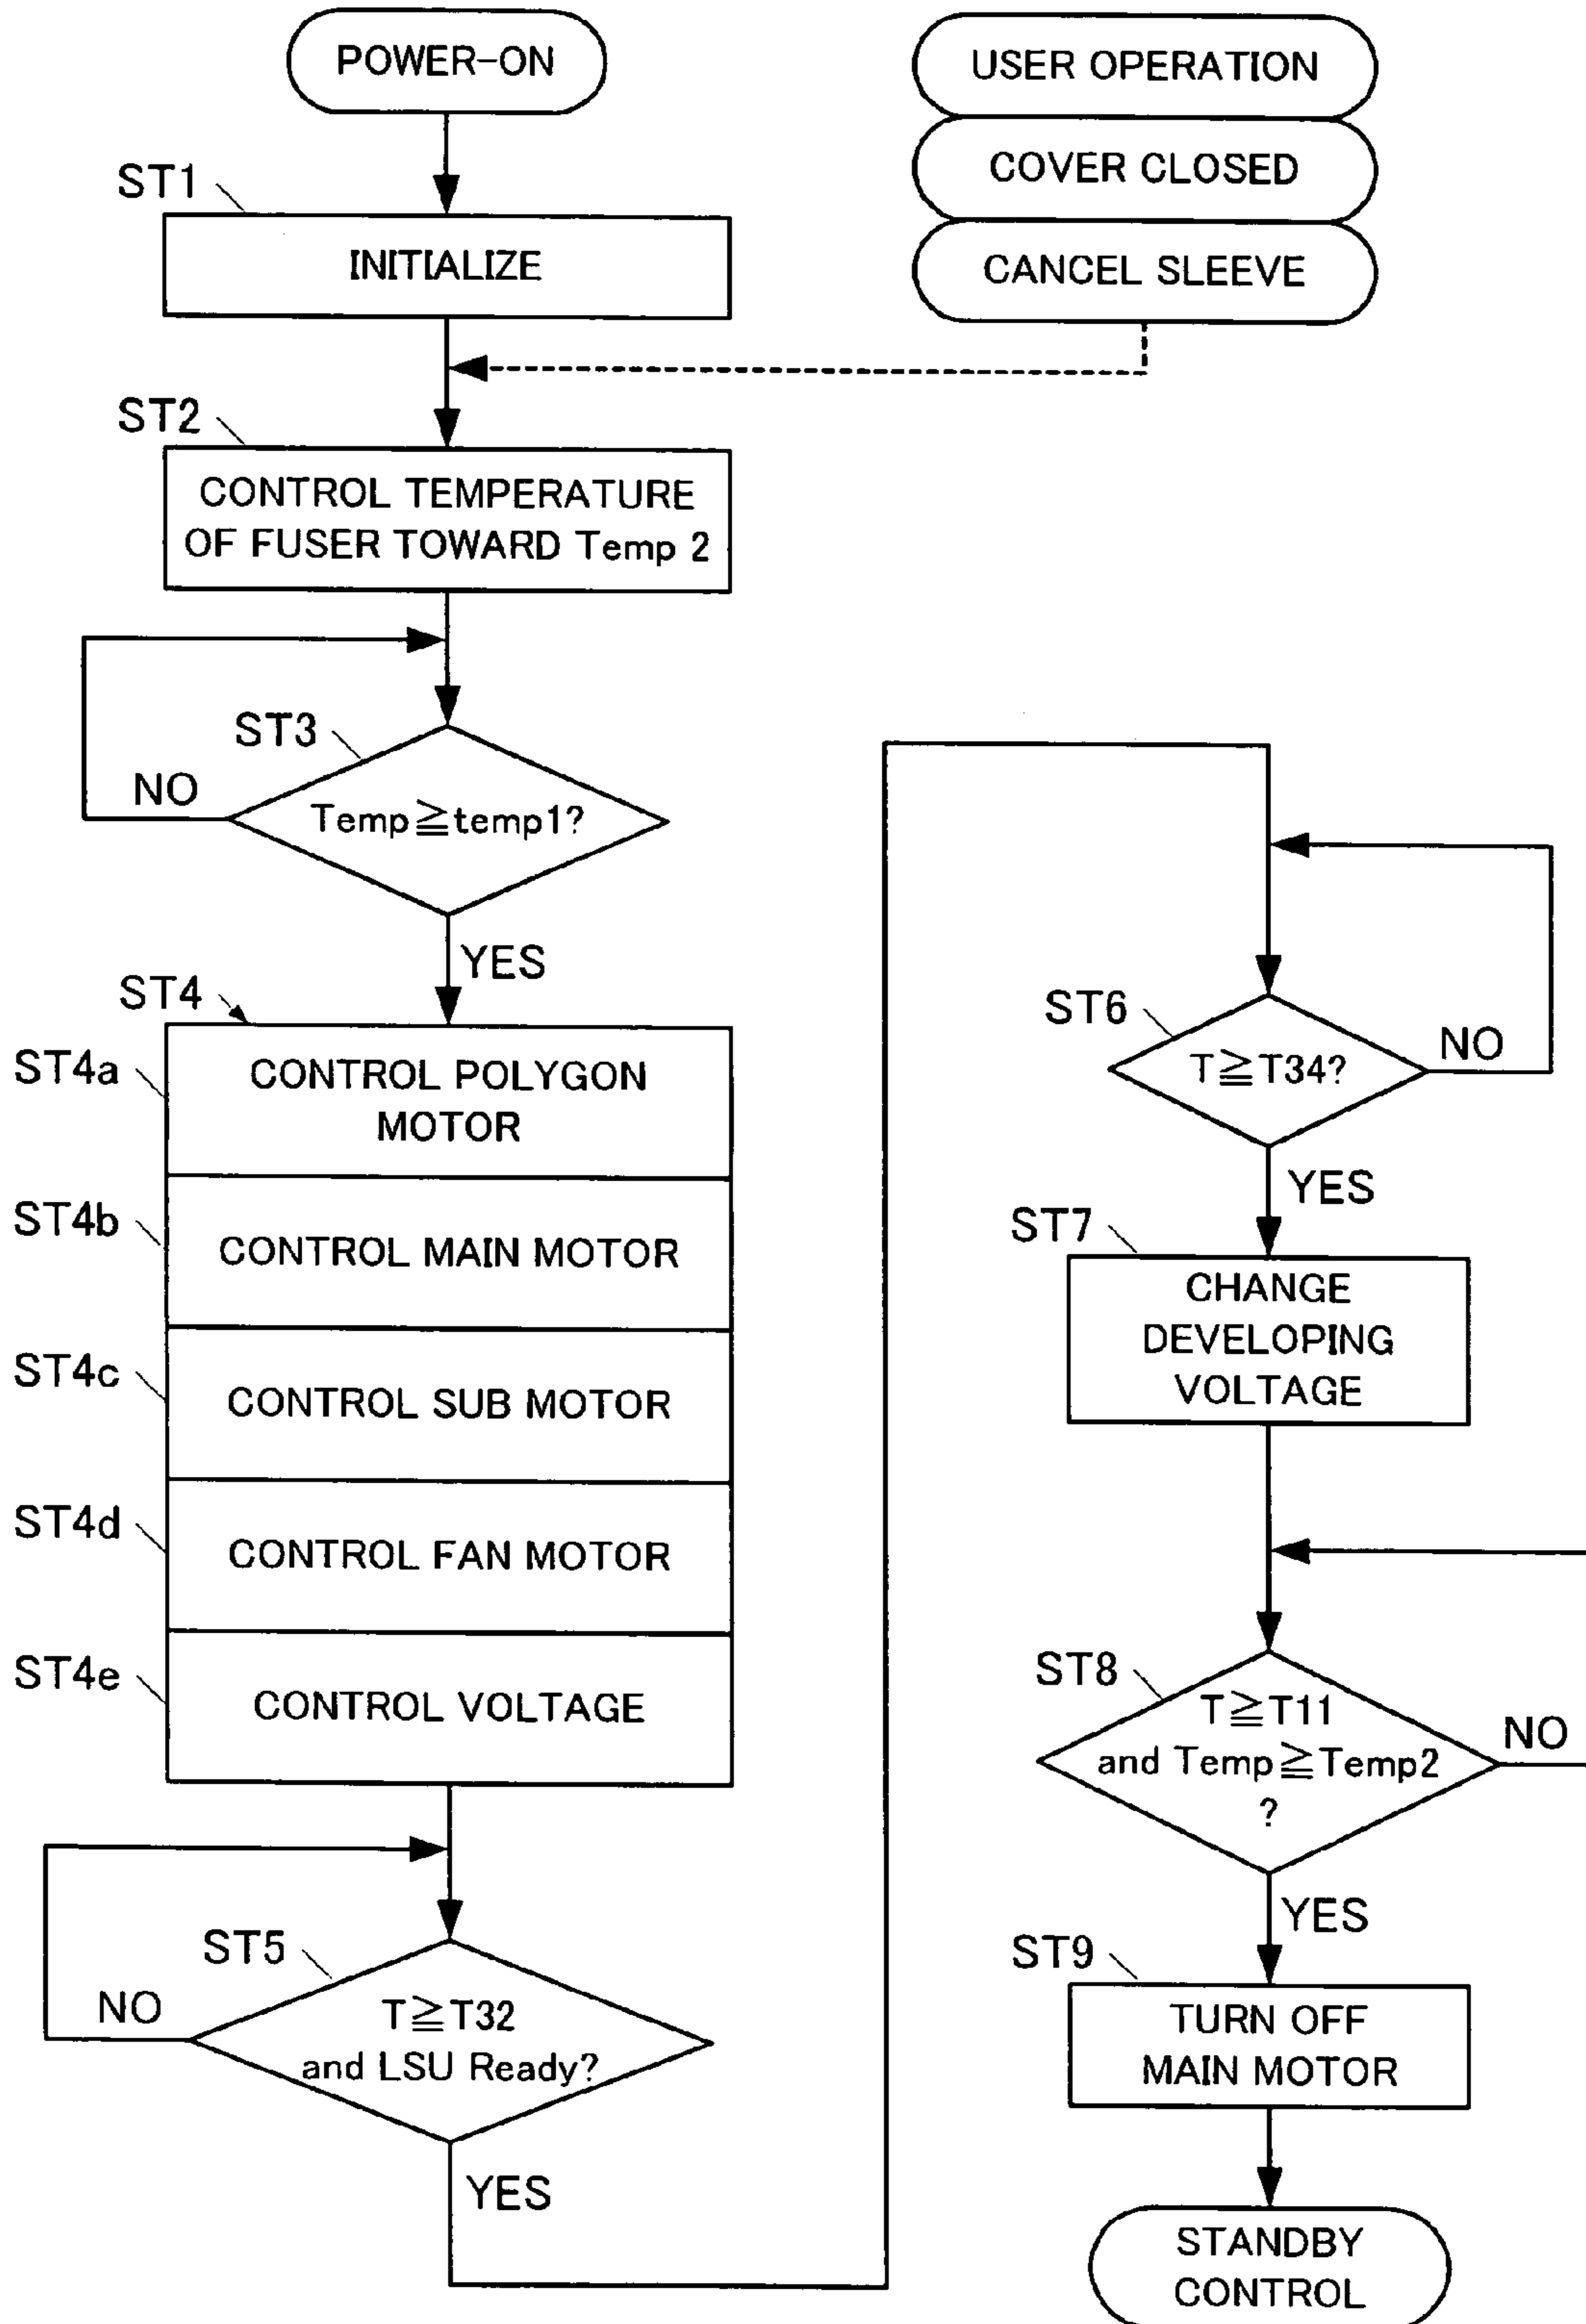 POWER-ON
USER OPERATION
COVER CLOSED
CANCEL SLEEVE
ST1
INITIALIZE
ST2
CONTROL TEMPERATURE
OF FUSER TOWARD Temp 2
ST3
NO
Temp≧temp1?
YES
ST4
ST4a
CONTROL POLYGON
MOTOR
ST4b
CONTROL MAIN MOTOR
ST4c
CONTROL SUB MOTOR
ST4d
CONTROL FAN MOTOR
ST4e
CONTROL VOLTAGE
ST5
NO
T≧T32
and LSU Ready?
YES
ST6
T≧T34?
NO
YES
ST7
CHANGE
DEVELOPING
VOLTAGE
ST8
T≧T11
and Temp≧Temp2
?
NO
YES
ST9
TURN OFF
MAIN MOTOR
STANDBY
CONTROL